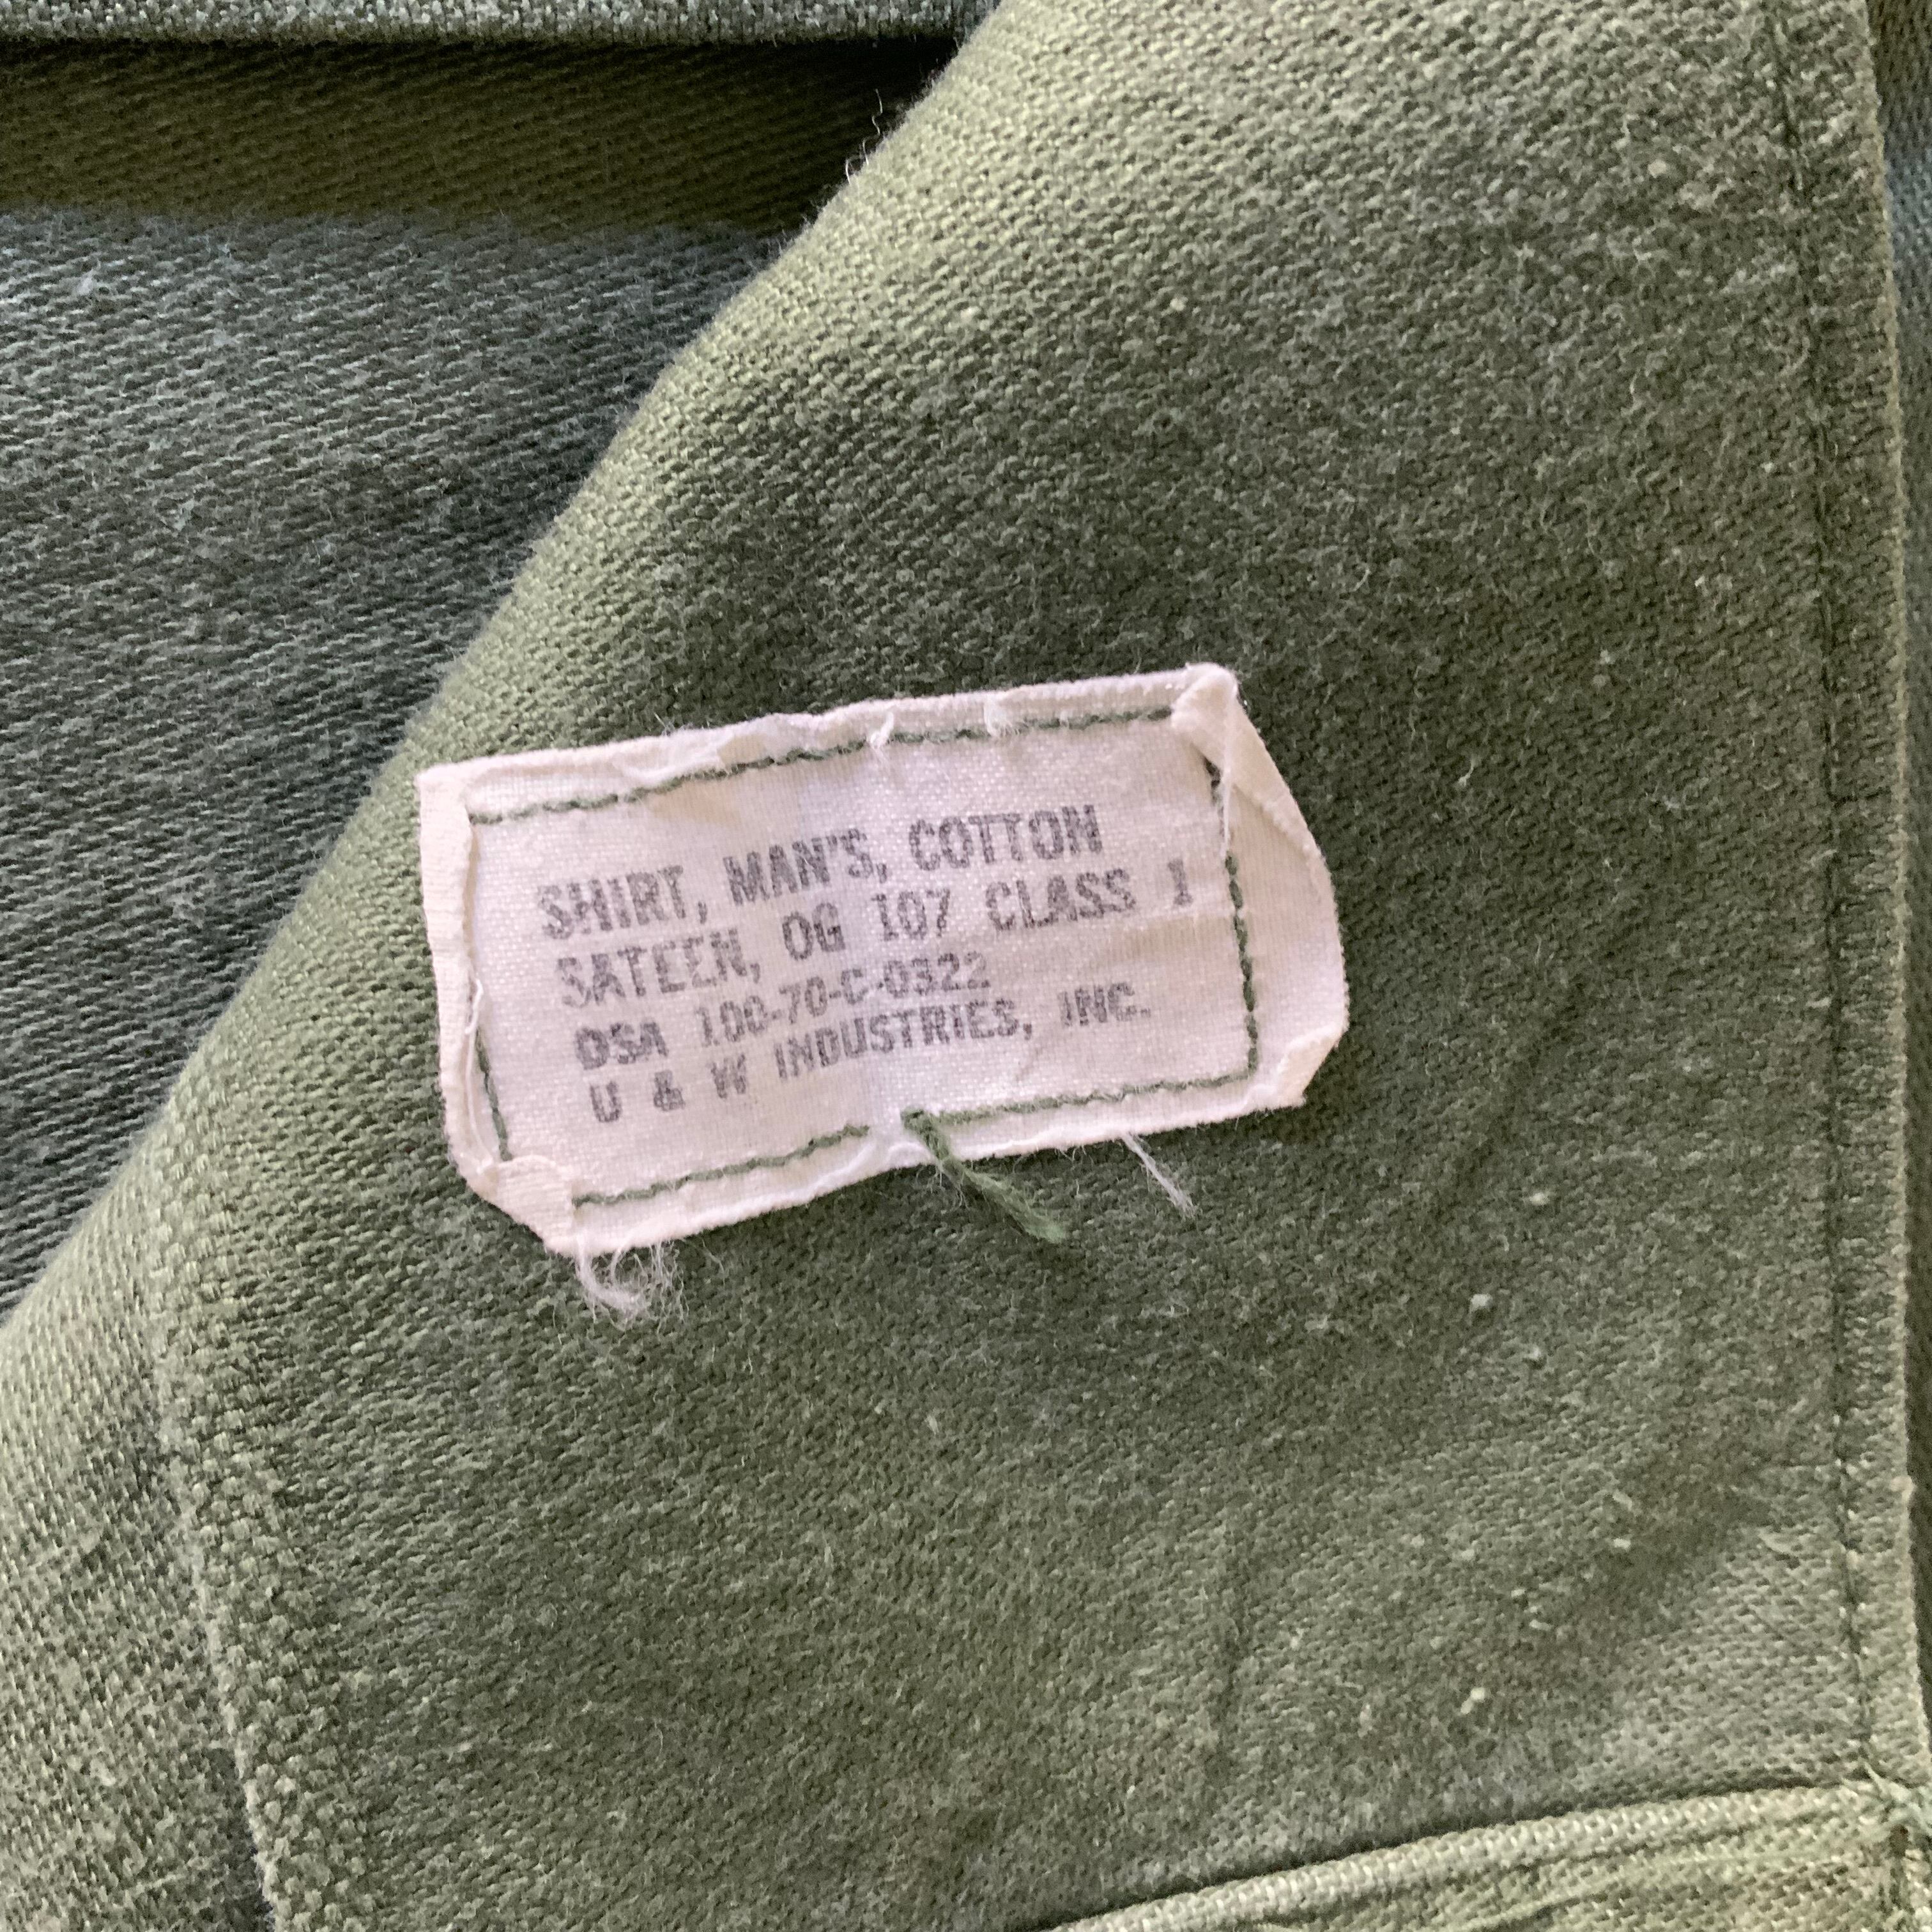 SHIRT, MAN'S, COTTON
SATEEN, OG 107 CLASS 1
DSA 100-70-C-0322
U & W INDUSTRIES, INC.